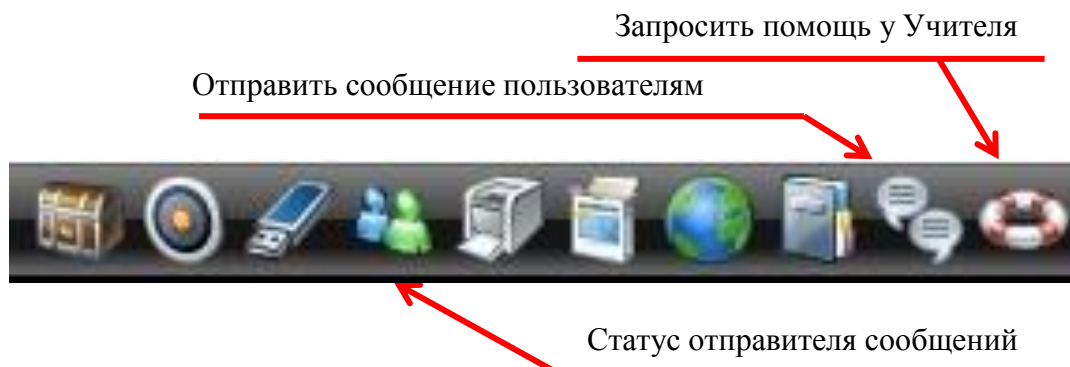 Запросить помощь у Учителя
Отправить сообщение пользователям
Статус отправителя сообщений